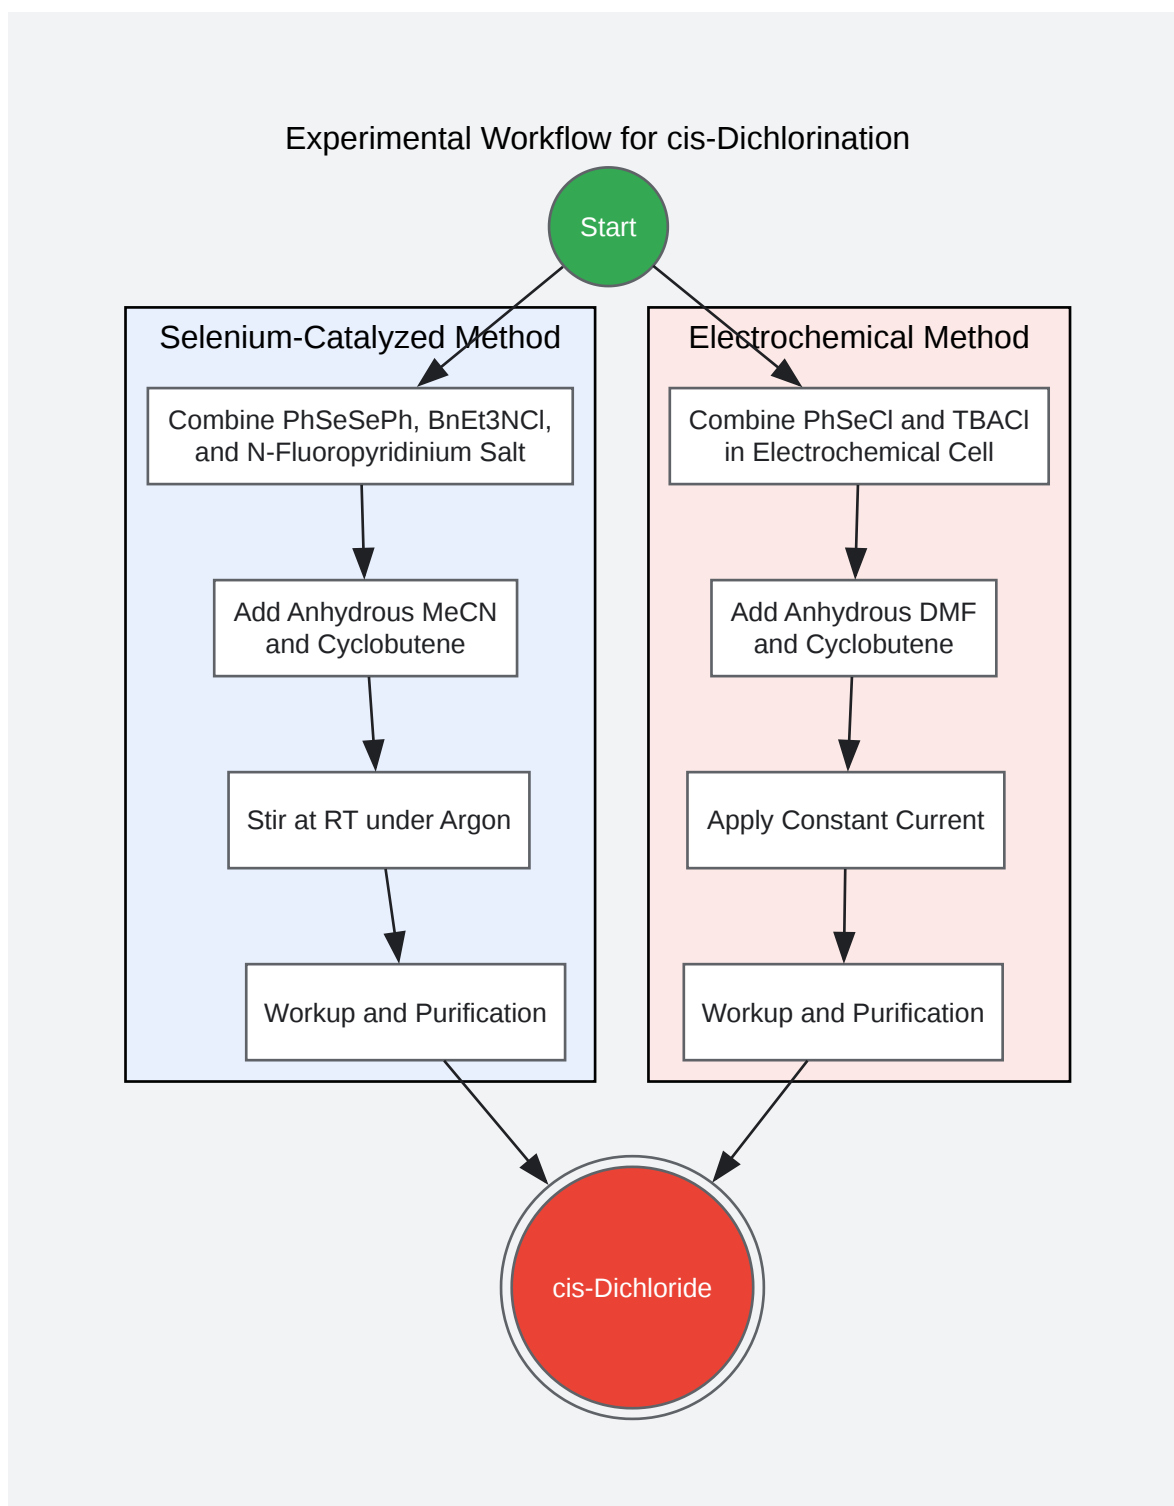 Experimental Workflow for cis-Dichlorination
Start
Selenium-Catalyzed Method
Combine PhSeSePh, BnEt3NCl,
and N-Fluoropyridinium Salt
Add Anhydrous MeCN
and Cyclobutene
Stir at RT under Argon
Workup and Purification
Electrochemical Method
Combine PhSeCl and TBACl
in Electrochemical Cell
Add Anhydrous DMF
and Cyclobutene
Apply Constant Current
Workup and Purification
cis-Dichloride